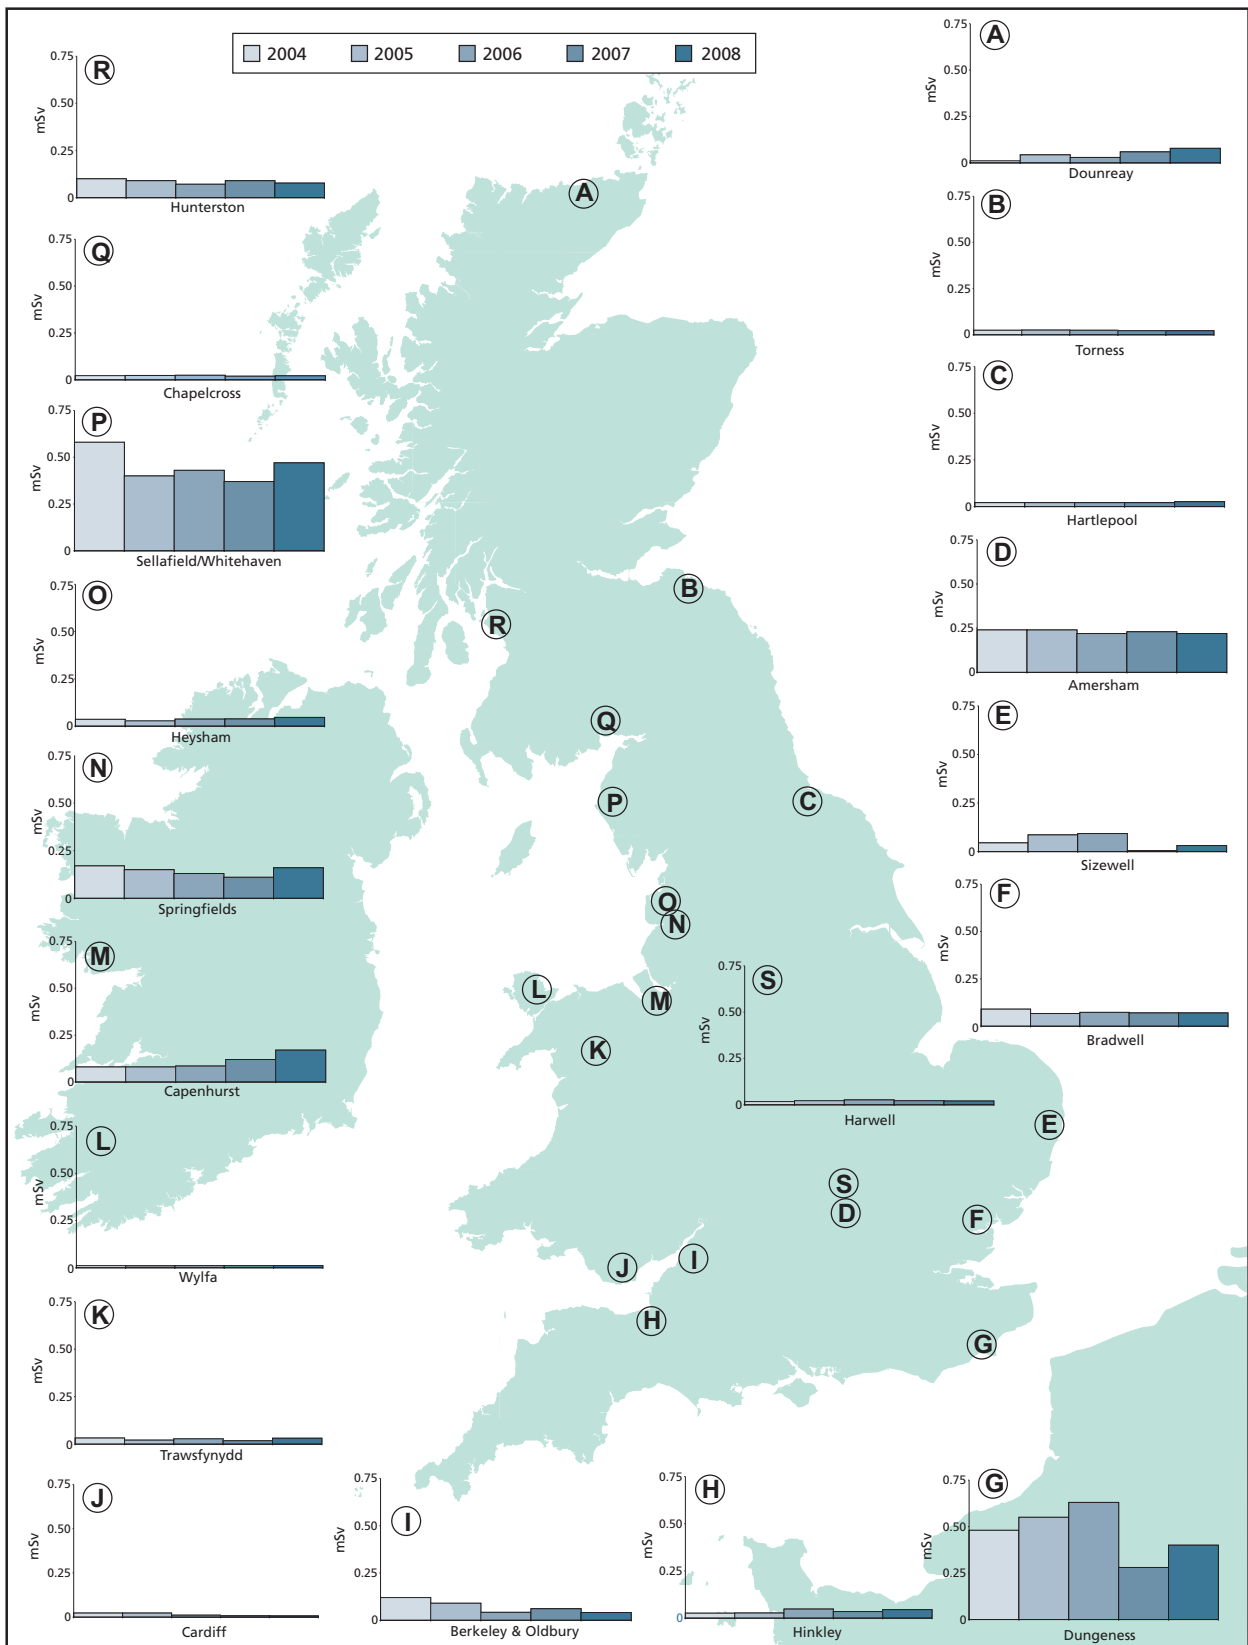 2004 2005 2006 2007 2008
R
0.75
0.50
0.25
0
mSv
Hunterston
A
0.75
0.50
0.25
0
mSv
Dounreay
Q
0.75
0.50
0.25
0
mSv
Chapelcross
B
0.75
0.50
0.25
0
mSv
Torness
P
0.75
0.50
0.25
0
mSv
Sellafield/Whitehaven
C
0.75
0.50
0.25
0
mSv
Hartlepool
O
0.75
0.50
0.25
0
mSv
Heysham
D
0.75
0.50
0.25
0
mSv
Amersham
N
0.75
0.50
0.25
0
mSv
Springfields
E
0.75
0.50
0.25
0
mSv
Sizewell
M
0.75
0.50
0.25
0
mSv
Capenhurst
F
0.75
0.50
0.25
0
mSv
Bradwell
S
0.75
0.50
0.25
0
mSv
Harwell
L
0.75
0.50
0.25
0
mSv
Wylfa
K
0.75
0.50
0.25
0
mSv
Trawsfynydd
J
0.75
0.50
0.25
0
mSv
Cardiff
I
0.75
0.50
0.25
0
mSv
Berkeley & Oldbury
H
0.75
0.50
0.25
0
mSv
Hinkley
G
0.75
0.50
0.25
0
mSv
Dungeness
A
B
R
Q
P
C
O
N
L
M
K
E
S
D
F
I
J
H
G